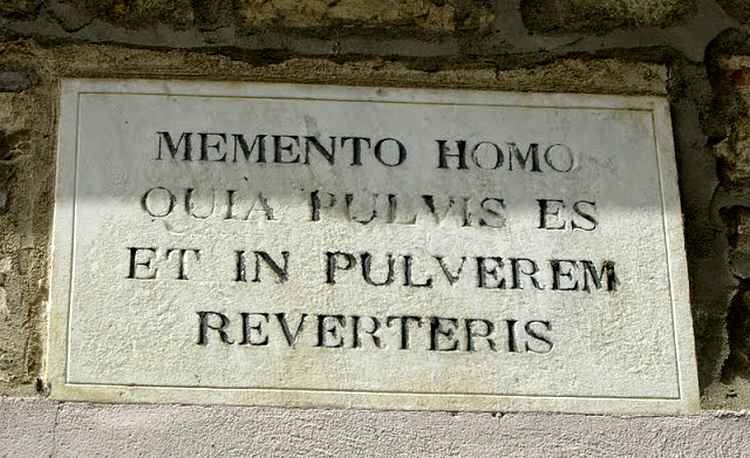 MEMENTO HOMO
QUIA PULVIS ES
ET IN PULVEREM
REVERTERIS